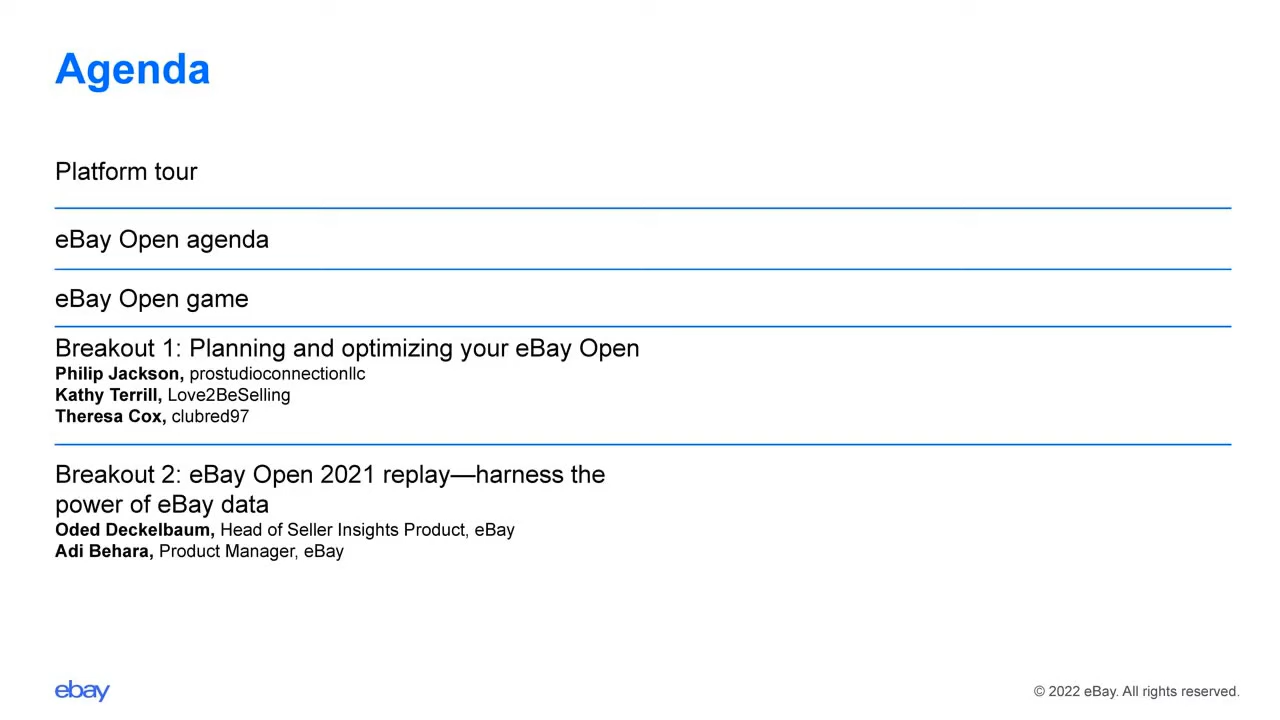 Agenda
Platform tour
eBay Open agenda
eBay Open game
Breakout 1: Planning and optimizing your eBay Open
Philip Jackson, prostudioconnectionllc
Kathy Terrill, Love2BeSelling
Theresa Cox, clubred97
Breakout 2: eBay Open 2021 replay—harness the
power of eBay data
Oded Deckelbaum, Head of Seller Insights Product, eBay
Adi Behara, Product Manager, eBay
ebay
© 2022 eBay. All rights reserved.